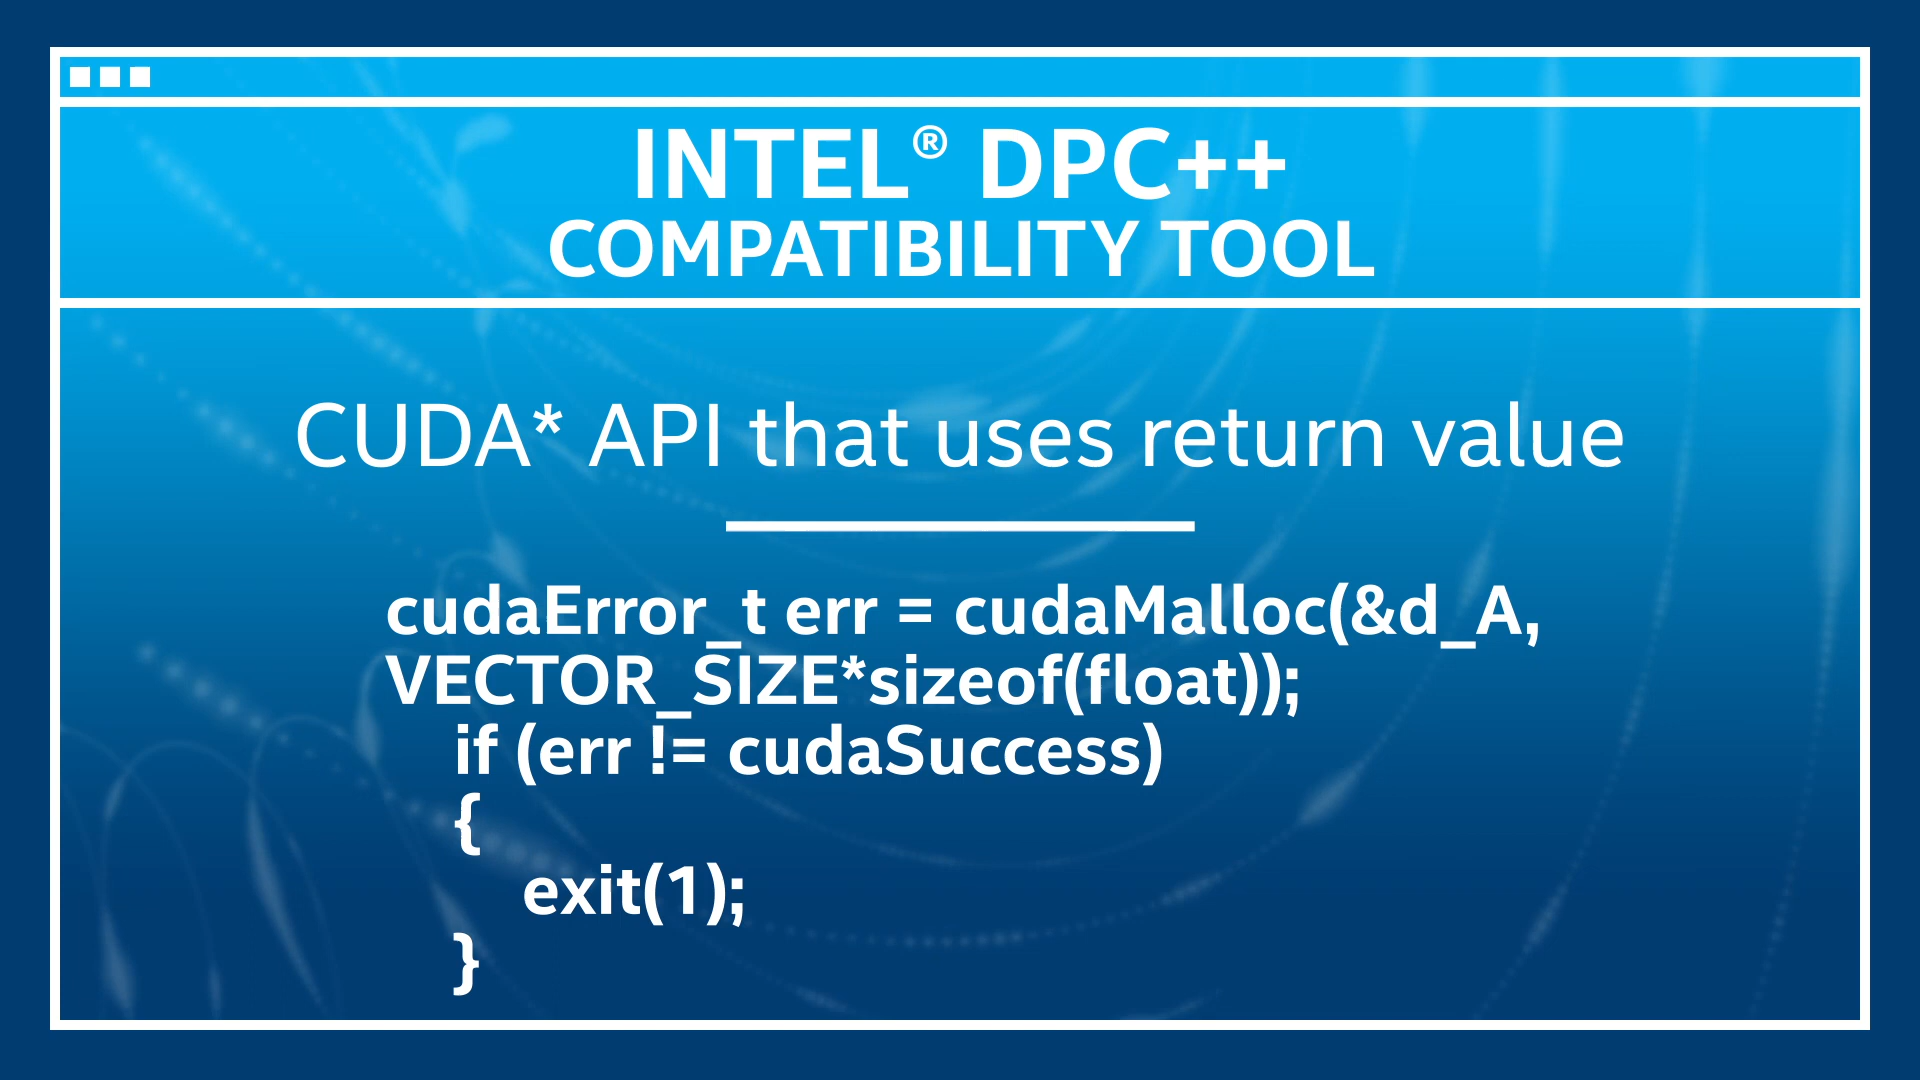 INTEL® DPC++
COMPATIBILITY TOOL
CUDA* API that uses return value
cudaError_t err = cudaMalloc(&d_A,
VECTOR_SIZE*sizeof(float));
if (err != cudaSuccess)
{
exit(1);
}